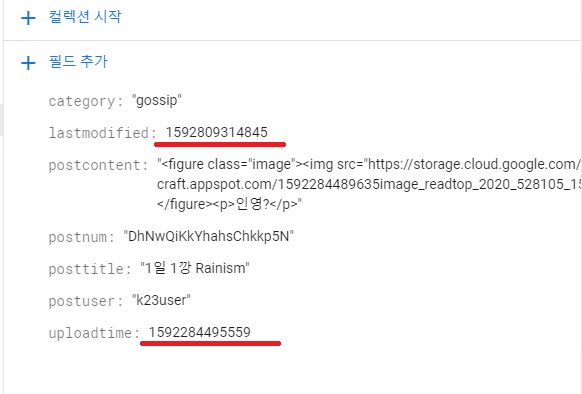 + 컬렉션 시작
+ 필드 추가
category: "gossip"
lastmodified: 1592809314845
postcontent: "<figure class="image"><img src="https://storage.cloud.google.com/
craft.appspot.com/1592284489635image_readtop_2020_528105_15
</figure><p>인영?</p>"
postnum: "DhNwQiKkYhahsChkkp5N"
posttitle: "1일 1깡 Rainism"
postuser: "k23user"
uploadtime: 1592284495559